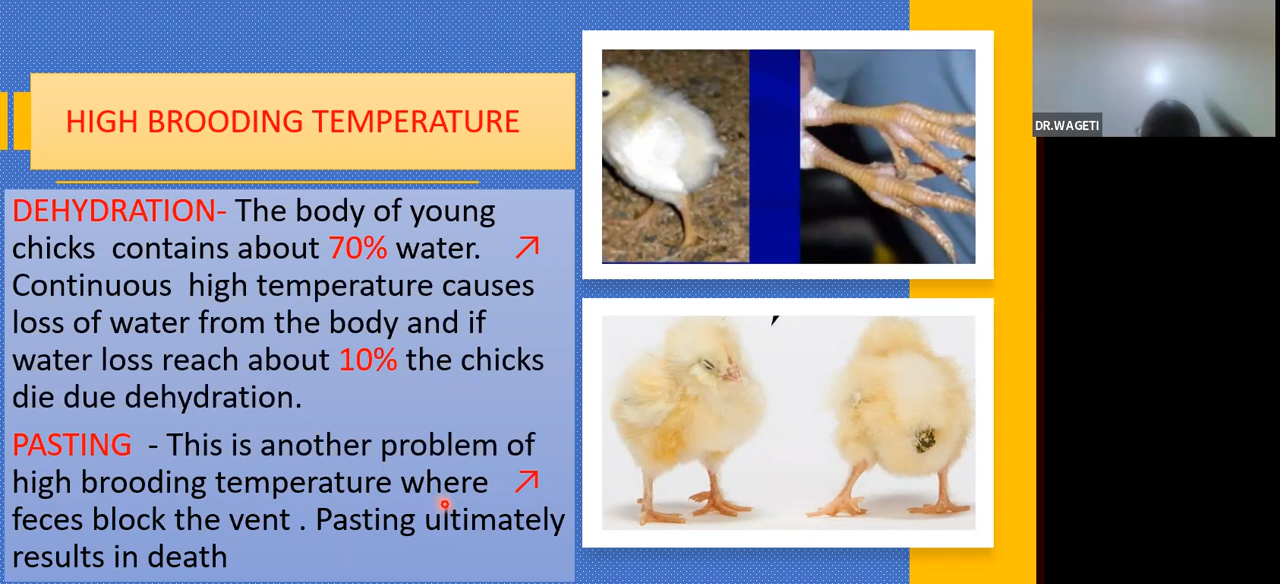 HIGH BROODING TEMPERATURE
DEHYDRATION- The body of young
chicks contains about 70% water.
Continuous high temperature causes
loss of water from the body and if
water loss reach about 10% the chicks
die due dehydration.
PASTING - This is another problem of
high brooding temperature where
feces block the vent . Pasting ultimately
results in death
DR.WAGETI